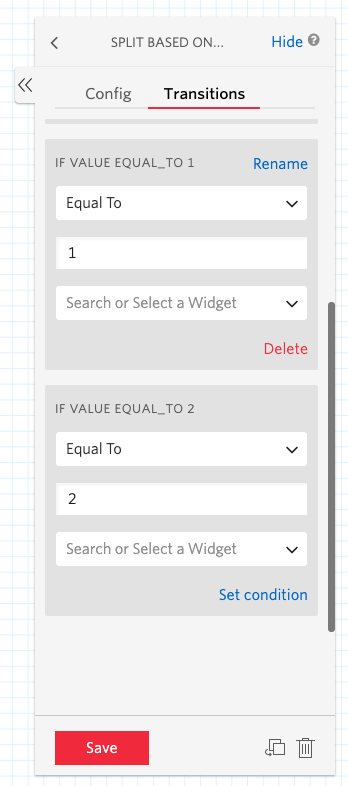 SPLIT BASED ON...
Hide ?
Config Transitions
IF VALUE EQUAL_TO 1 Rename
Equal To
1
Search or Select a Widget
Delete
IF VALUE EQUAL_TO 2
Equal To
2
Search or Select a Widget
Set condition
Save